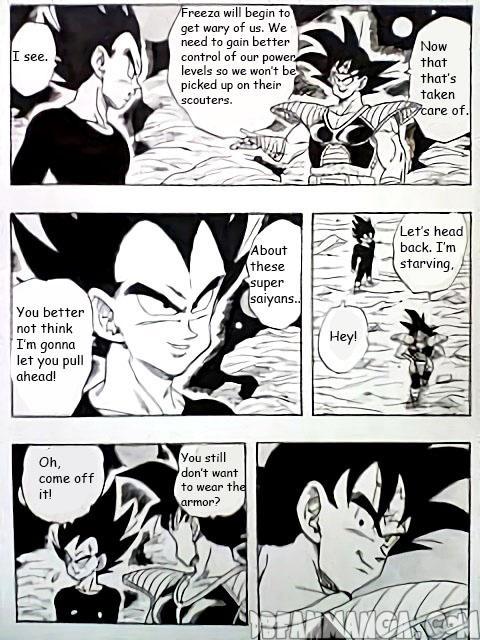 I see.
Freeza will begin to
get wary of us. We
need to gain better
control of our power
levels so we won't be
picked up on their
scouters.
Now
that
that's
taken
care of.
You better
not think
I'm gonna
let you pull
ahead!
About
these
super
saiyans..
Let's head
back. I'm
starving,
Hey!
Oh,
come off
it!
You still
don't want
to wear the
armor?
DBFANMANGA.COM